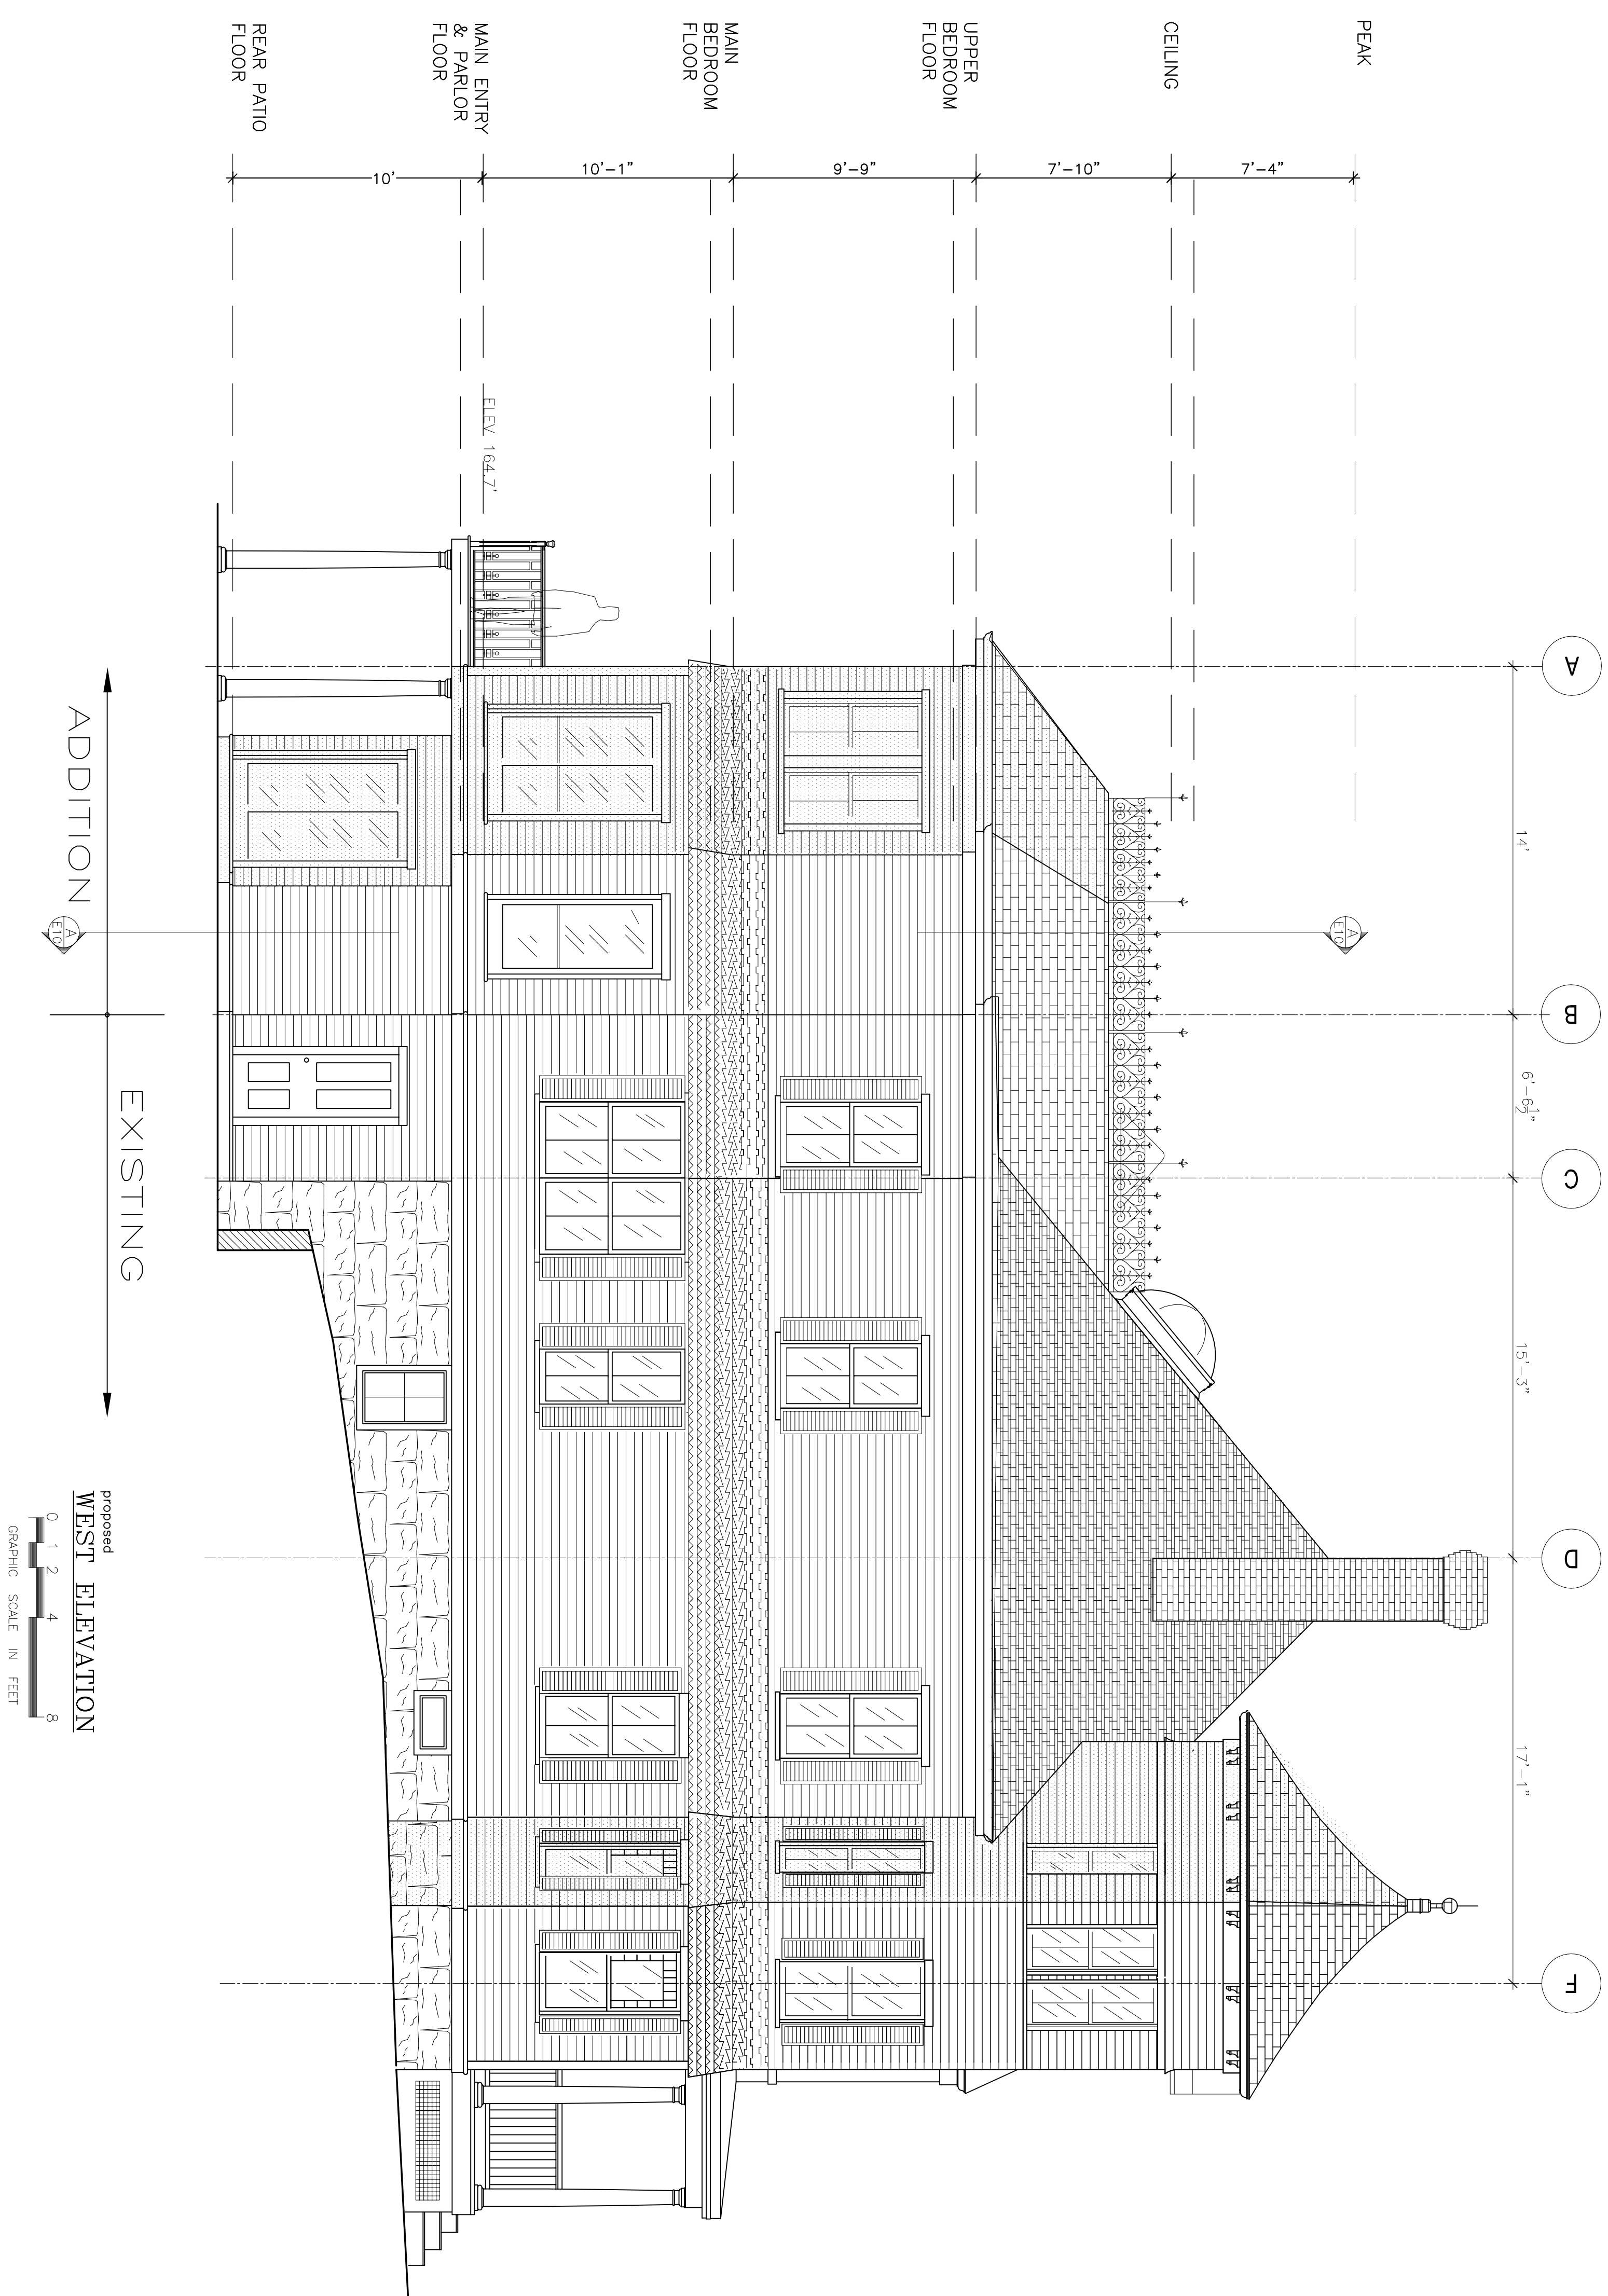 PEAK
CEILING
UPPER
BEDROOM
FLOOR
MAIN
BEDROOM
FLOOR
MAIN ENTRY
& PARLOR
FLOOR
REAR PATIO
FLOOR
7'-4"
7'-10"
9'-9"
10'-1"
10'
ELEV 164.7'
A
B
C
D
F
14'
6'-6½"
15'-3"
17'-1"
A
E10
A
E10
ADDITION
EXISTING
proposed
WEST ELEVATION
0 1 2 4 8
GRAPHIC SCALE IN FEET